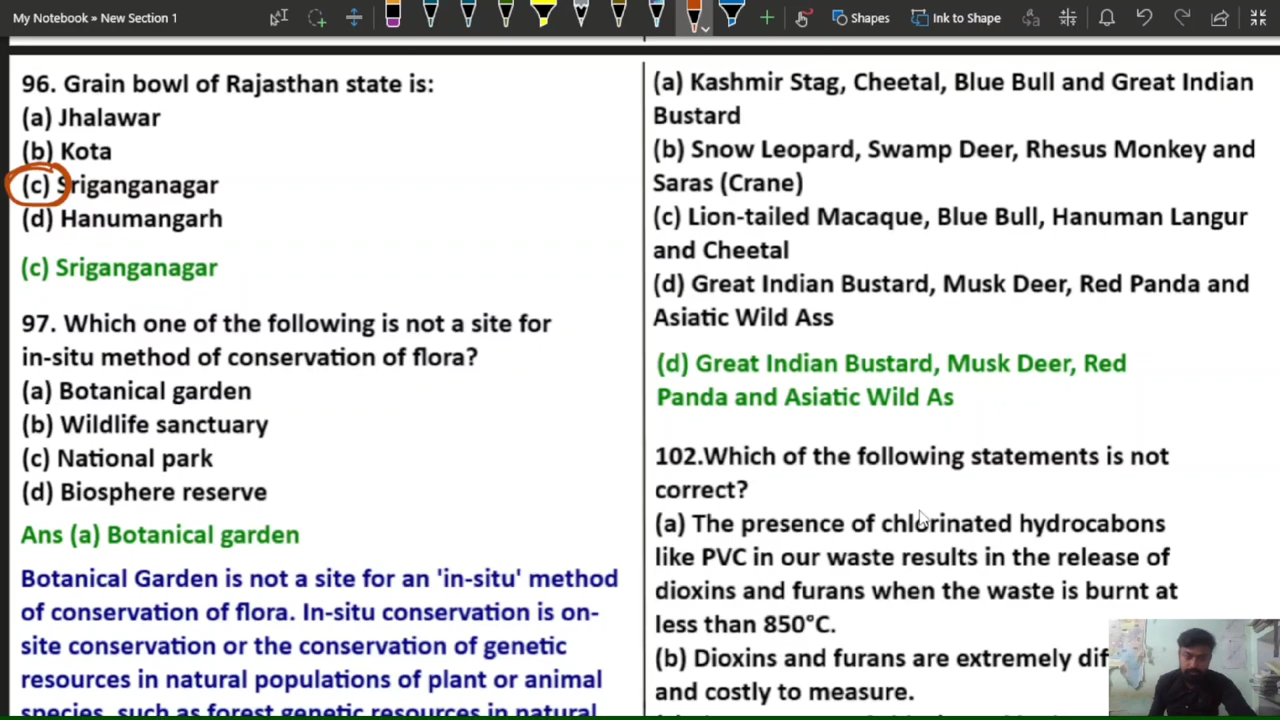 My Notebook » New Section 1
Shapes
Ink to Shape
96. Grain bowl of Rajasthan state is:
(a) Jhalawar
(b) Kota
(c) Sriganganagar
(d) Hanumangarh
(c) Sriganganagar
97. Which one of the following is not a site for
in-situ method of conservation of flora?
(a) Botanical garden
(b) Wildlife sanctuary
(c) National park
(d) Biosphere reserve
Ans (a) Botanical garden
Botanical Garden is not a site for an 'in-situ' method
of conservation of flora. In-situ conservation is on-
site conservation or the conservation of genetic
resources in natural populations of plant or animal
species, such as forest genetic resources in natural
(a) Kashmir Stag, Cheetal, Blue Bull and Great Indian
Bustard
(b) Snow Leopard, Swamp Deer, Rhesus Monkey and
Saras (Crane)
(c) Lion-tailed Macaque, Blue Bull, Hanuman Langur
and Cheetal
(d) Great Indian Bustard, Musk Deer, Red Panda and
Asiatic Wild Ass
(d) Great Indian Bustard, Musk Deer, Red
Panda and Asiatic Wild As
102.Which of the following statements is not
correct?
(a) The presence of chlorinated hydrocabons
like PVC in our waste results in the release of
dioxins and furans when the waste is burnt at
less than 850°C.
(b) Dioxins and furans are extremely
and costly to measure.